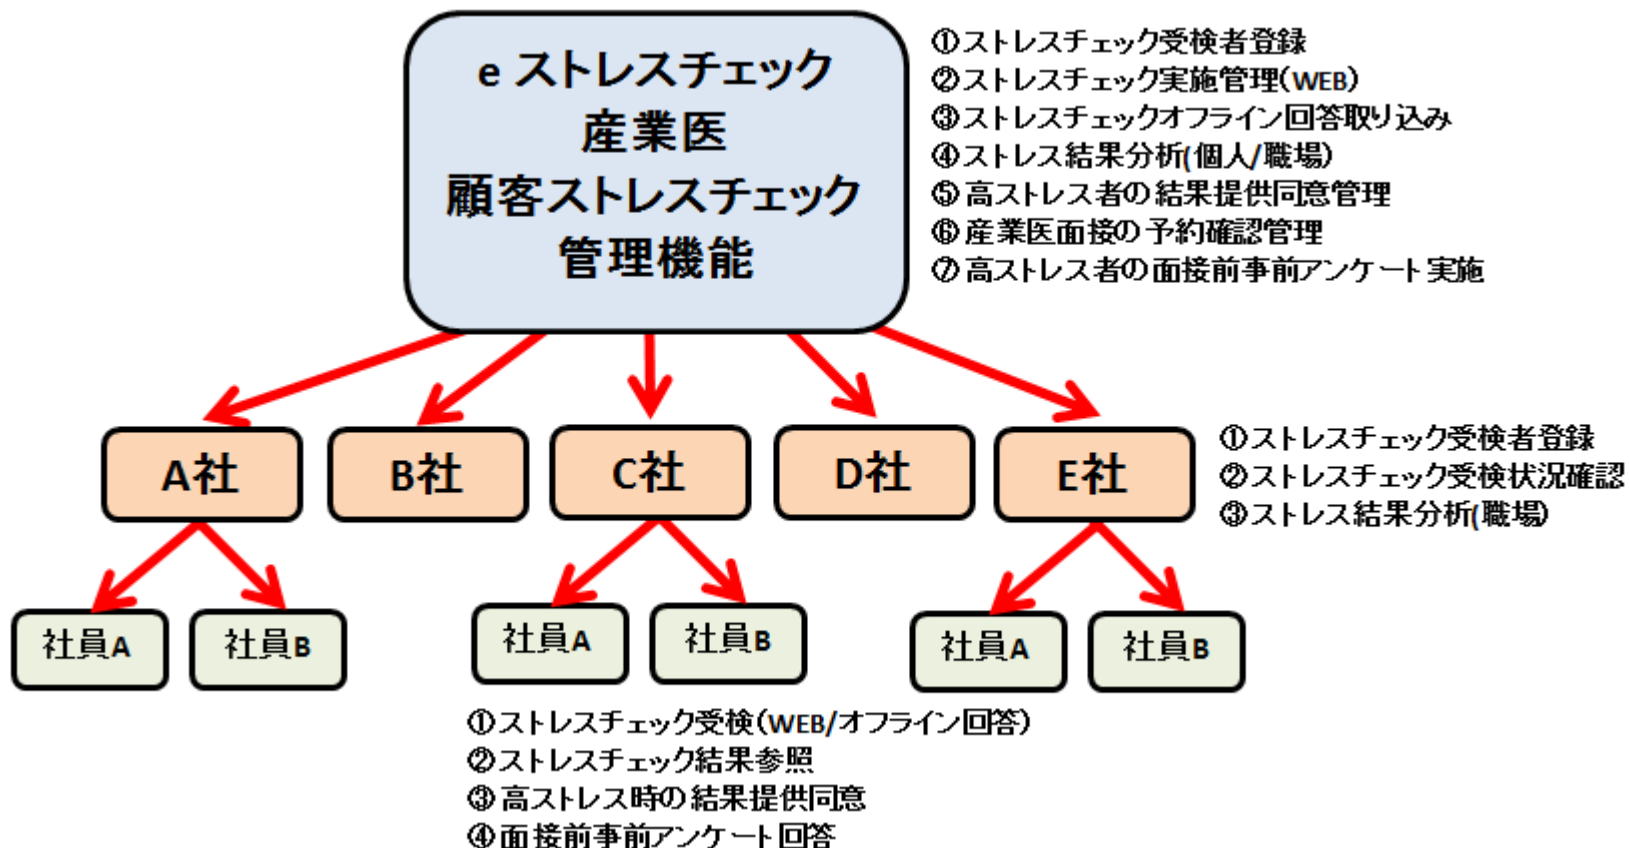 e ストレスチェック
産業医
顧客ストレスチェック
管理機能
①ストレスチェック受検者登録
②ストレスチェック実施管理(WEB)
③ストレスチェックオフライン回答取り込み
④ストレス結果分析(個人/職場)
⑤高ストレス者の結果提供同意管理
⑥産業医面接の予約確認管理
⑦高ストレス者の面接前事前アンケート実施
A社
B社
C社
D社
E社
①ストレスチェック受検者登録
②ストレスチェック受検状況確認
③ストレス結果分析(職場)
社員A
社員B
社員A
社員B
社員A
社員B
①ストレスチェック受検(WEB/オフライン回答)
②ストレスチェック結果参照
③高ストレス時の結果提供同意
④面接前事前アンケート回答